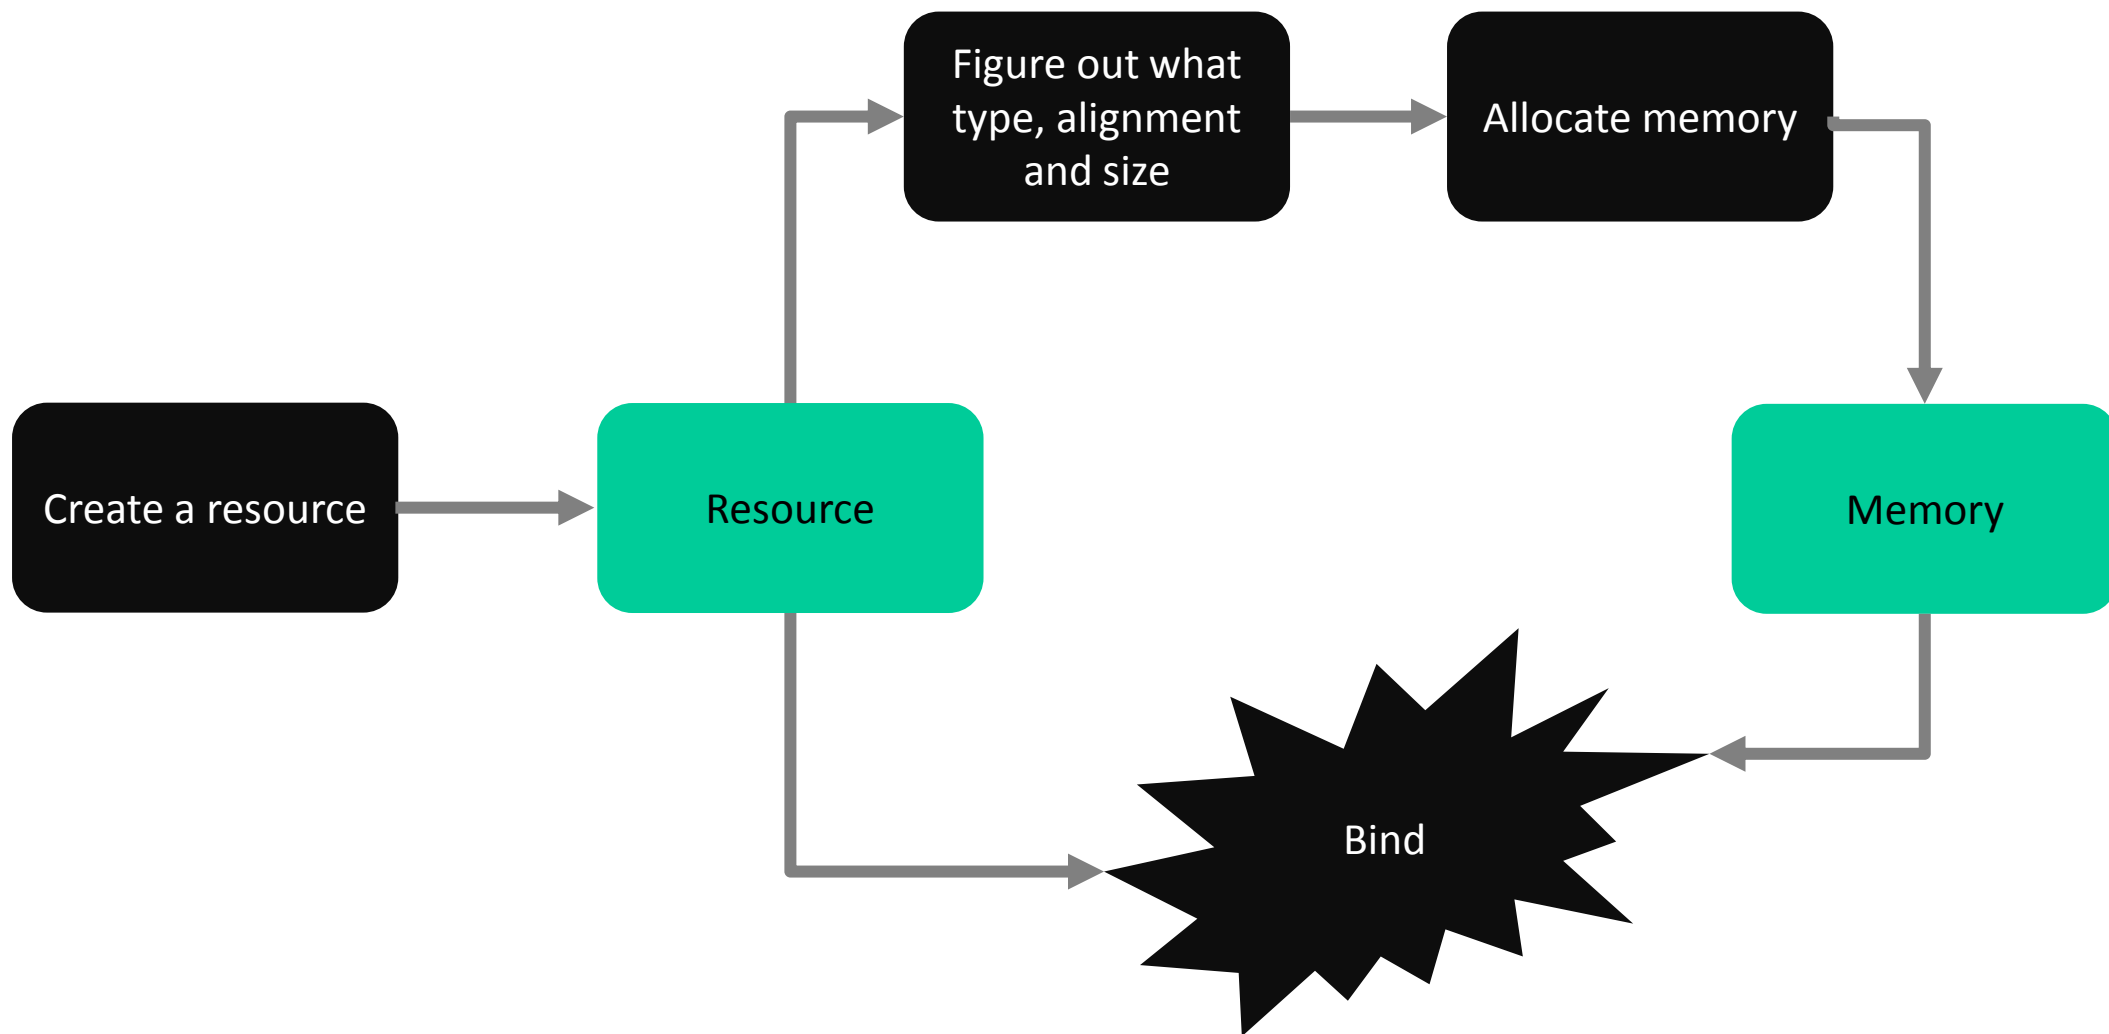 Figure out what
type, alignment
and size
Allocate memory
Create a resource
Resource
Memory
Bind